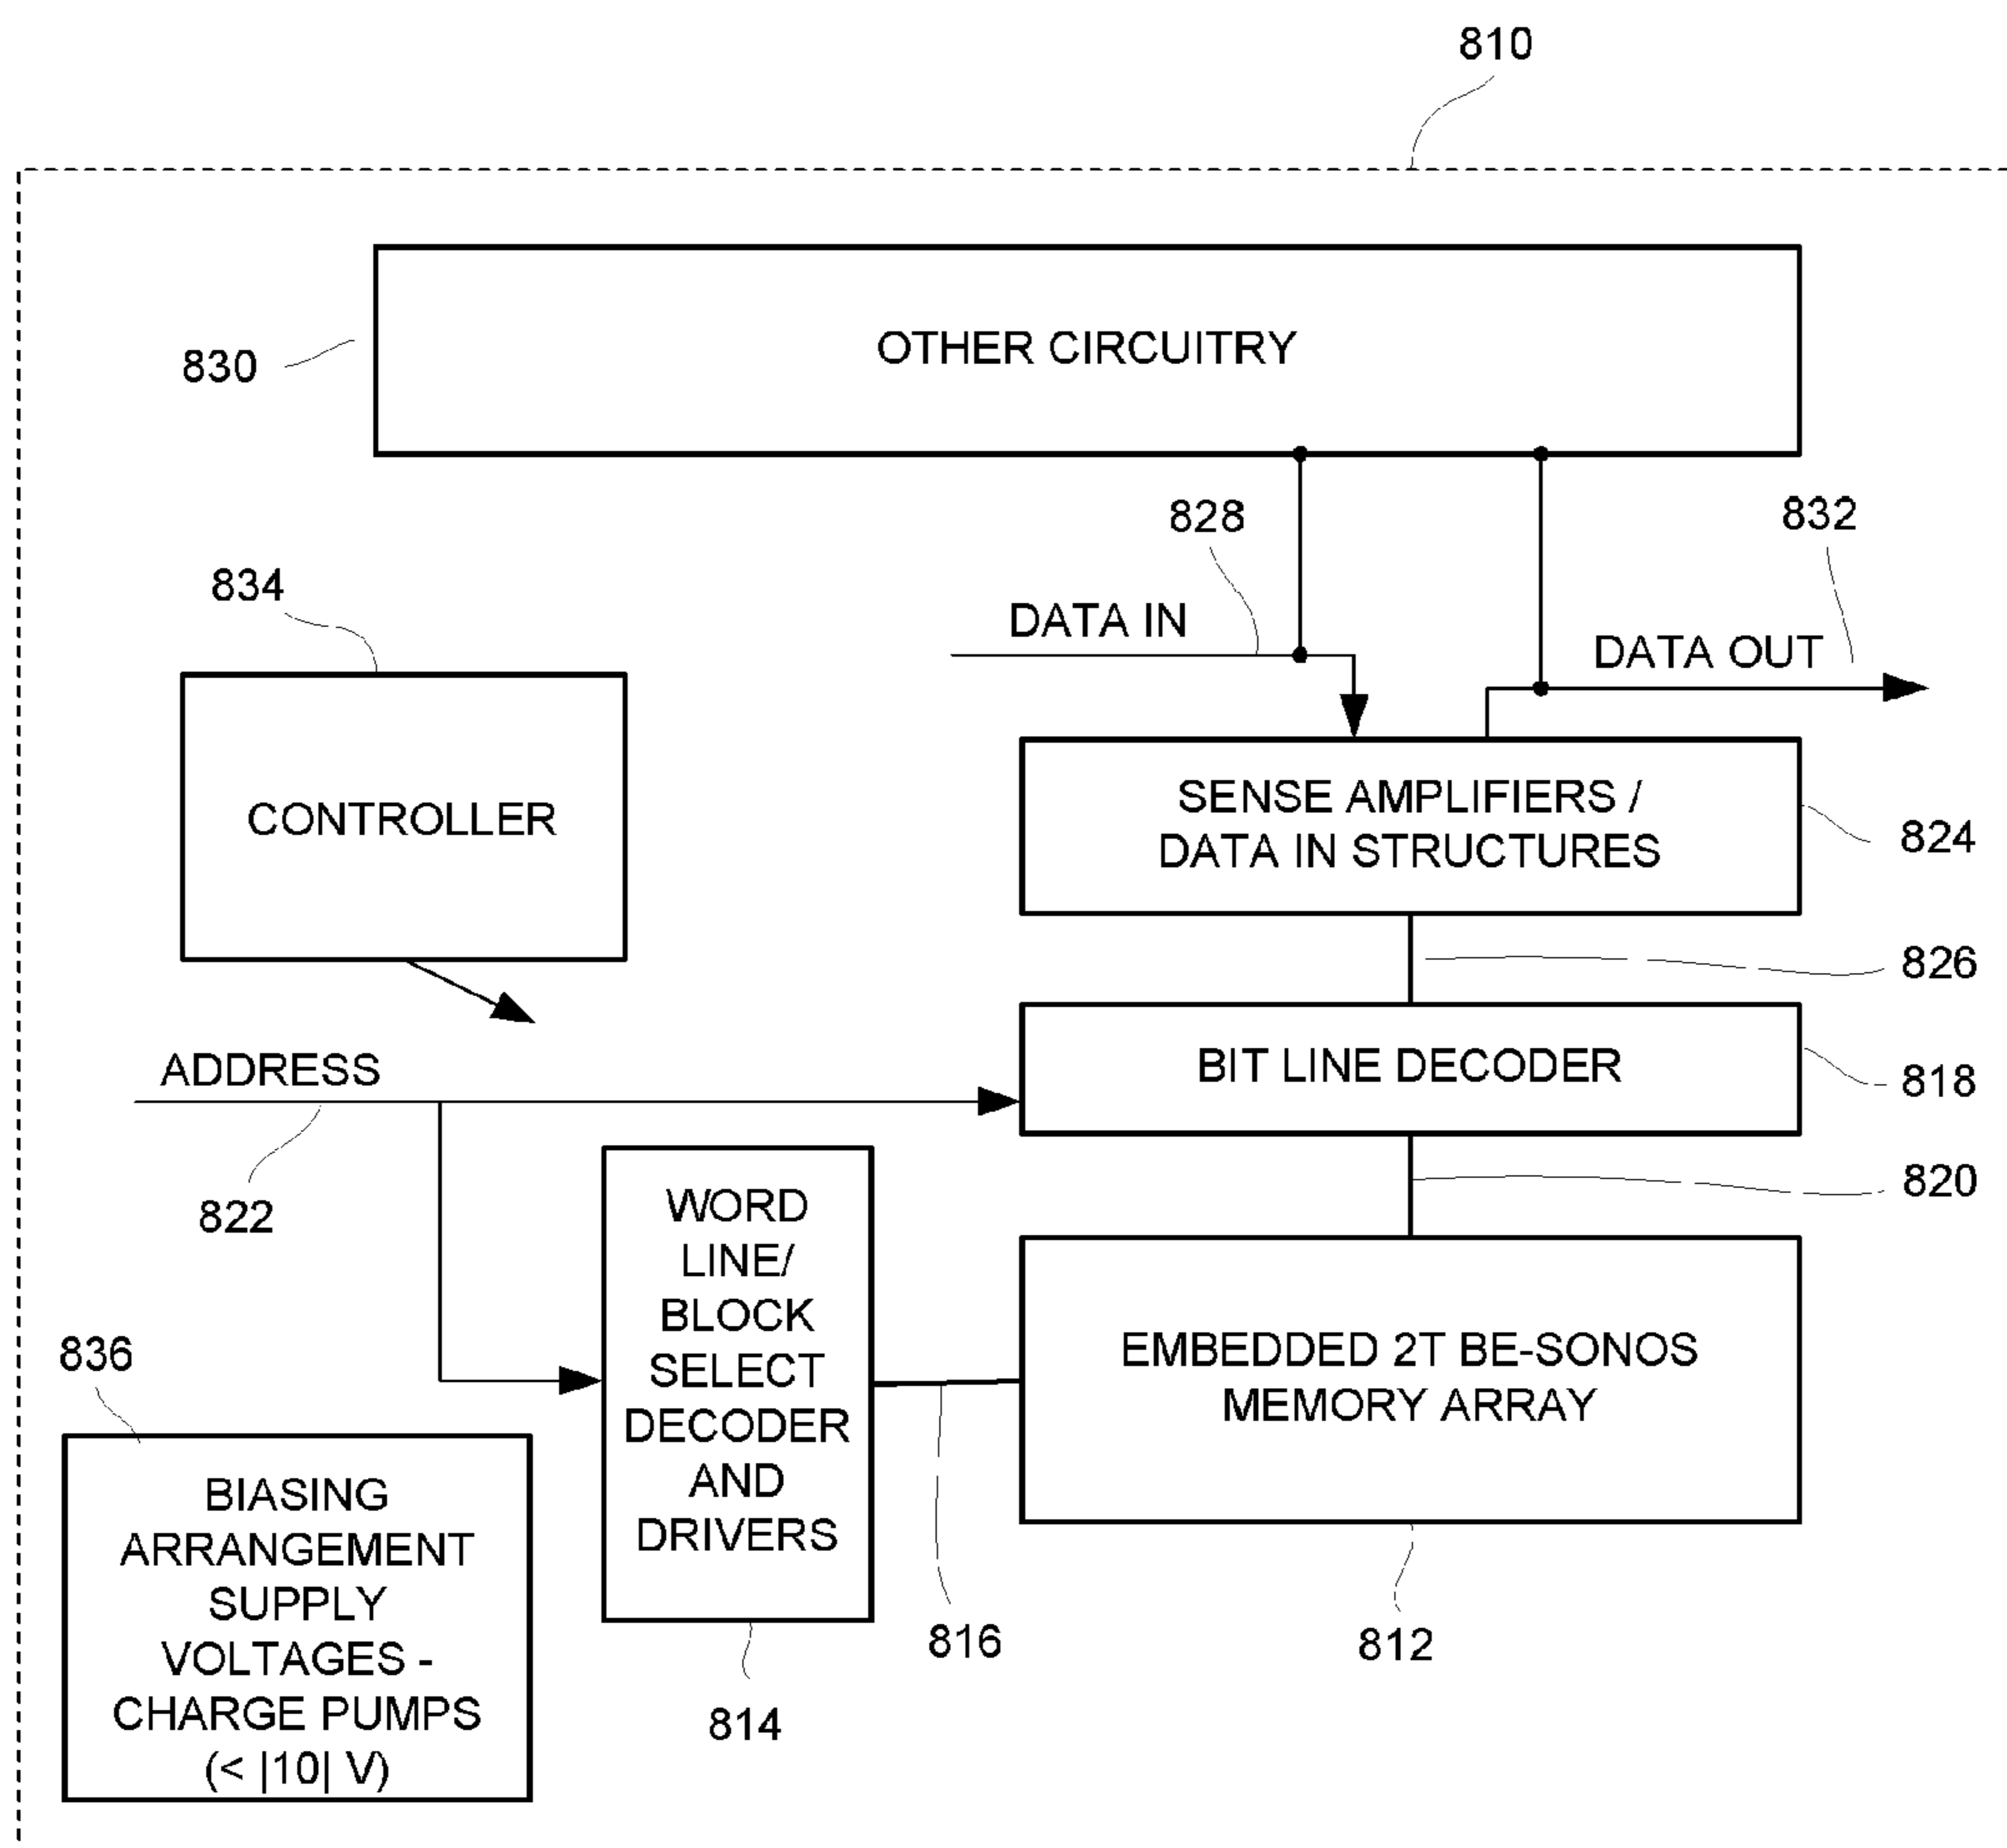 810
OTHER CIRCUITRY
830
828
832
834
DATA IN
DATA OUT
CONTROLLER
SENSE AMPLIFIERS /
DATA IN STRUCTURES
824
826
ADDRESS
BIT LINE DECODER
818
822
820
WORD
LINE/
BLOCK
SELECT
DECODER
AND
DRIVERS
EMBEDDED 2T BE-SONOS
MEMORY ARRAY
836
BIASING
ARRANGEMENT
SUPPLY
VOLTAGES -
CHARGE PUMPS
(< |10| V)
816
812
814